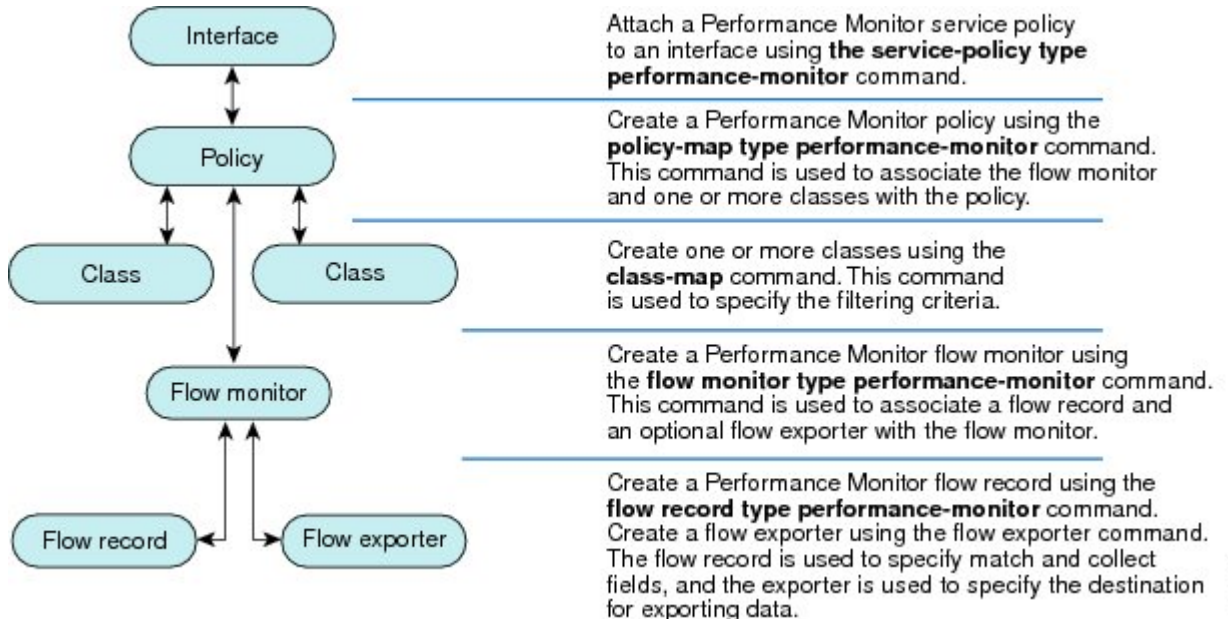 Interface
Attach a Performance Monitor service policy
to an interface using the service-policy type
performance-monitor command.
Policy
Create a Performance Monitor policy using the
policy-map type performance-monitor command.
This command is used to associate the flow monitor
and one or more classes with the policy.
Class
Class
Create one or more classes using the
class-map command. This command
is used to specify the filtering criteria.
Flow monitor
Create a Performance Monitor flow monitor using
the flow monitor type performance-monitor command.
This command is used to associate a flow record and
an optional flow exporter with the flow monitor.
Flow record
Flow exporter
Create a Performance Monitor flow record using the
flow record type performance-monitor command.
Create a flow exporter using the flow exporter command.
The flow record is used to specify match and collect
fields, and the exporter is used to specify the destination
for exporting data.